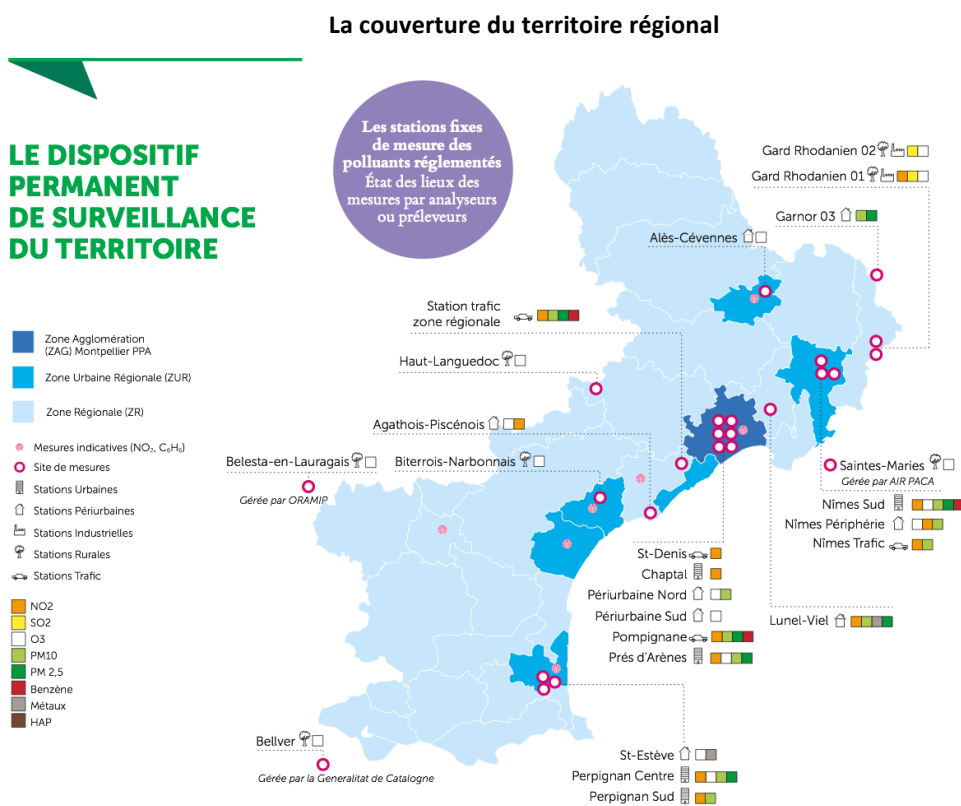 La couverture du territoire régional
LE DISPOSITIF
PERMANENT
DE SURVEILLANCE
DU TERRITOIRE
Les stations fixes
de mesure des
polluants réglementés
État des lieux des
mesures par analyseurs
ou préleveurs
Gard Rhodanien 02
Gard Rhodanien 01
Garnor 03
Alès-Cévennes
Station trafic
zone régionale
Haut-Languedoc
Agathois-Piscénois
Belesta-en-Lauragais
Gérée par ORAMIP
Biterrois-Narbonnais
Zone Agglomération
(ZAG) Montpellier PPA
Zone Urbaine Régionale (ZUR)
Zone Régionale (ZR)
Mesures indicatives (NO₂, C₆H₆)
Site de mesures
Stations Urbaines
Stations Périurbaines
Stations Industrielles
Stations Rurales
Stations Trafic
NO2
SO2
O3
PM10
PM 2,5
Benzène
Métaux
HAP
Saintes-Maries
Gérée par AIR PACA
Nîmes Sud
Nîmes Périphérie
Nîmes Trafic
St-Denis
Chaptal
Périurbaine Nord
Périurbaine Sud
Pompignane
Prés d'Arènes
Lunel-Viel
Bellver
Gérée par la Generalitat de Catalogne
St-Estève
Perpignan Centre
Perpignan Sud